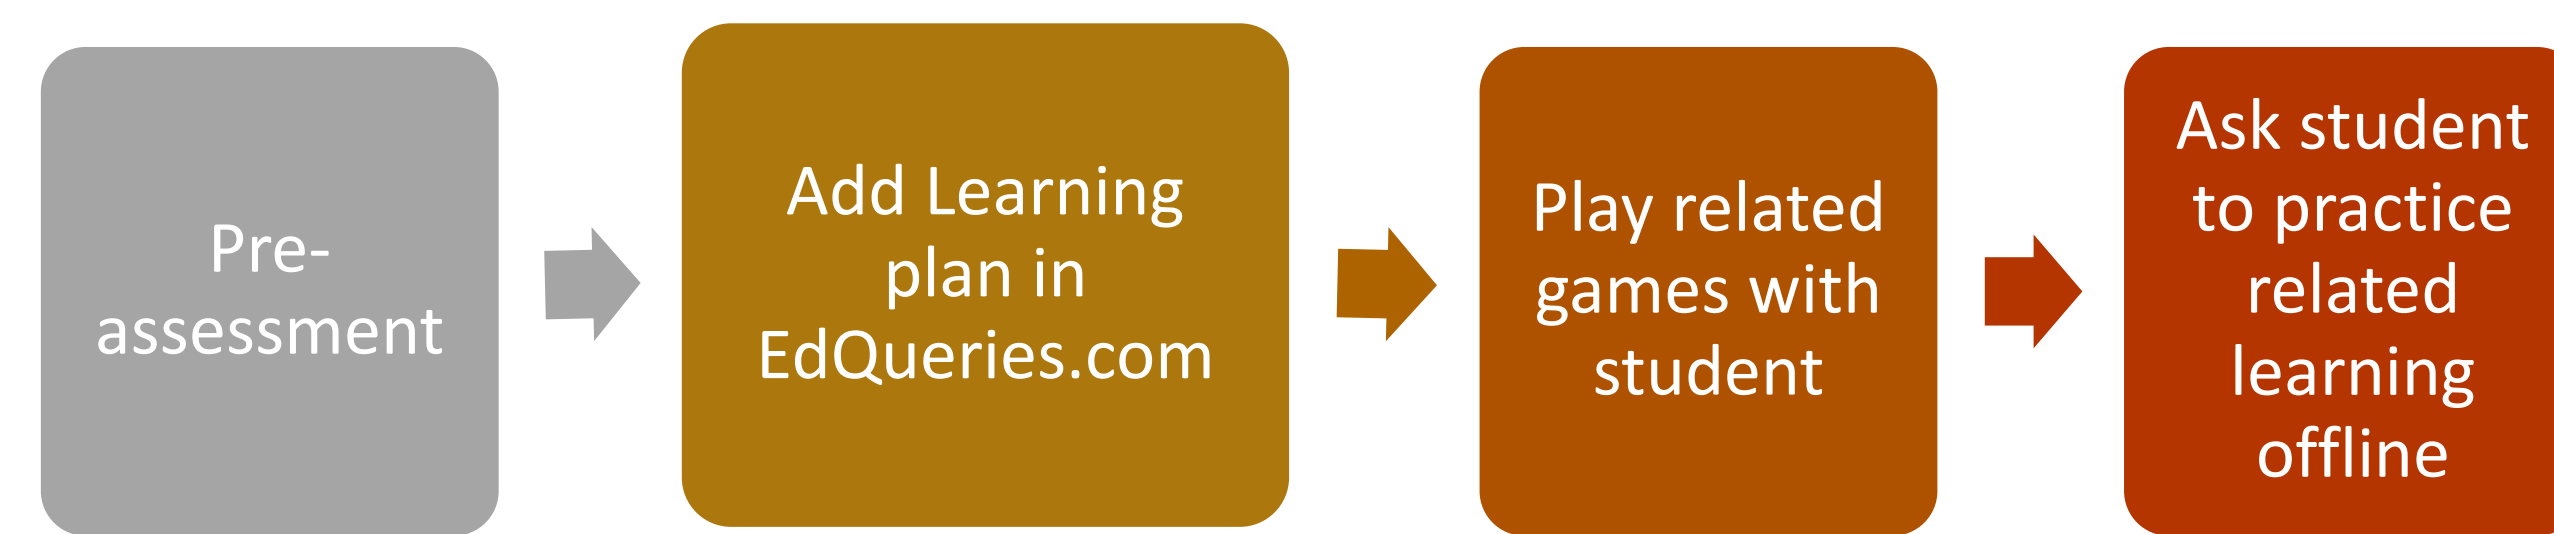 Pre-
assessment
Add Learning
plan in
EdQueries.com
Play related
games with
student
Ask student
to practice
related
learning
offline